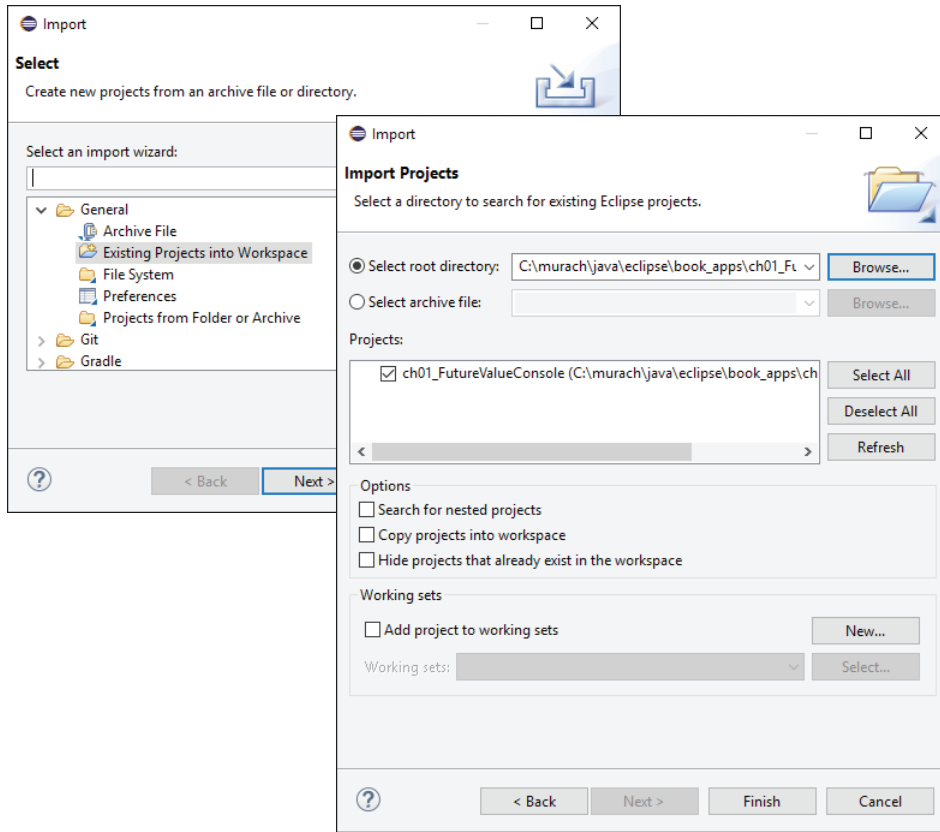 Import
Select
Create new projects from an archive file or directory.
Select an import wizard:
General
Archive File
Existing Projects into Workspace
File System
Preferences
Projects from Folder or Archive
Git
Gradle
?
< Back
Next >
Import
Import Projects
Select a directory to search for existing Eclipse projects.
Select root directory: C:\murach\java\eclipse\book_apps\ch01_Fu Browse...
Select archive file: Browse...
Projects:
ch01_FutureValueConsole (C:\murach\java\eclipse\book_apps\ch
Select All
Deselect All
Refresh
Options
Search for nested projects
Copy projects into workspace
Hide projects that already exist in the workspace
Working sets
Add project to working sets New...
Working sets: Select...
? < Back Next > Finish Cancel